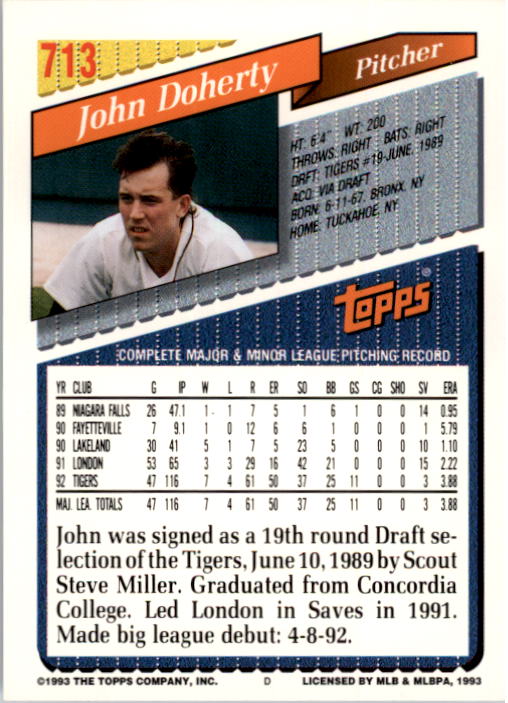 713
John Doherty
Pitcher
HT: 6'4" WT: 200
THROWS: RIGHT BATS: RIGHT
DRFT: TIGERS #19-JUNE, 1989
ACQ: VIA DRAFT
BORN: 6-11-67, BRONX, NY
HOME: TUCKAHOE, NY
TOPPS®
COMPLETE MAJOR & MINOR LEAGUE PITCHING RECORD
YR CLUB G IP W L R ER SO BB GS CG SHO SV ERA
89 NIAGARA FALLS 26 47.1 1 1 7 5 1 6 1 0 0 14 0.95
90 FAYETTEVILLE 7 9.1 1 0 12 6 6 1 0 0 0 1 5.79
90 LAKELAND 30 41 5 1 7 5 23 5 0 0 0 10 1.10
91 LONDON 53 65 3 3 29 16 42 21 0 0 0 15 2.22
92 TIGERS 47 116 7 4 61 50 37 25 11 0 0 3 3.88
MAJ. LEA. TOTALS 47 116 7 4 61 50 37 25 11 0 0 3 3.88
John was signed as a 19th round Draft se-
lection of the Tigers, June 10, 1989 by Scout
Steve Miller. Graduated from Concordia
College. Led London in Saves in 1991.
Made big league debut: 4-8-92.
©1993 THE TOPPS COMPANY, INC. D LICENSED BY MLB & MLBPA, 1993